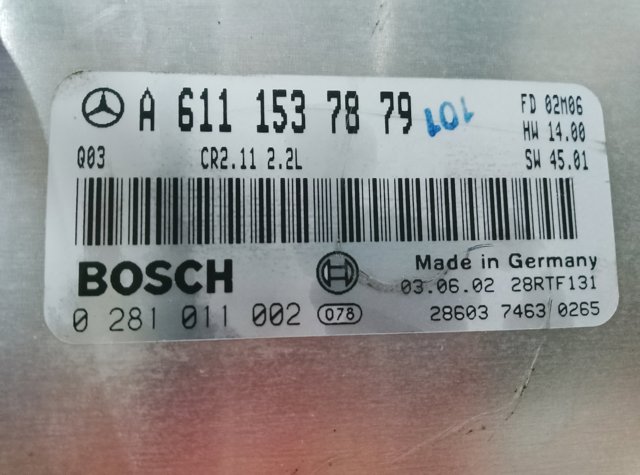 A 611 153 78 79 101 FD 02M06
HW 14.00
Q03 CR2.11 2.2L SW 45.01
BOSCH Made in Germany
03.06.02 28RTF131
0 281 011 002 078 28603 7463 0265